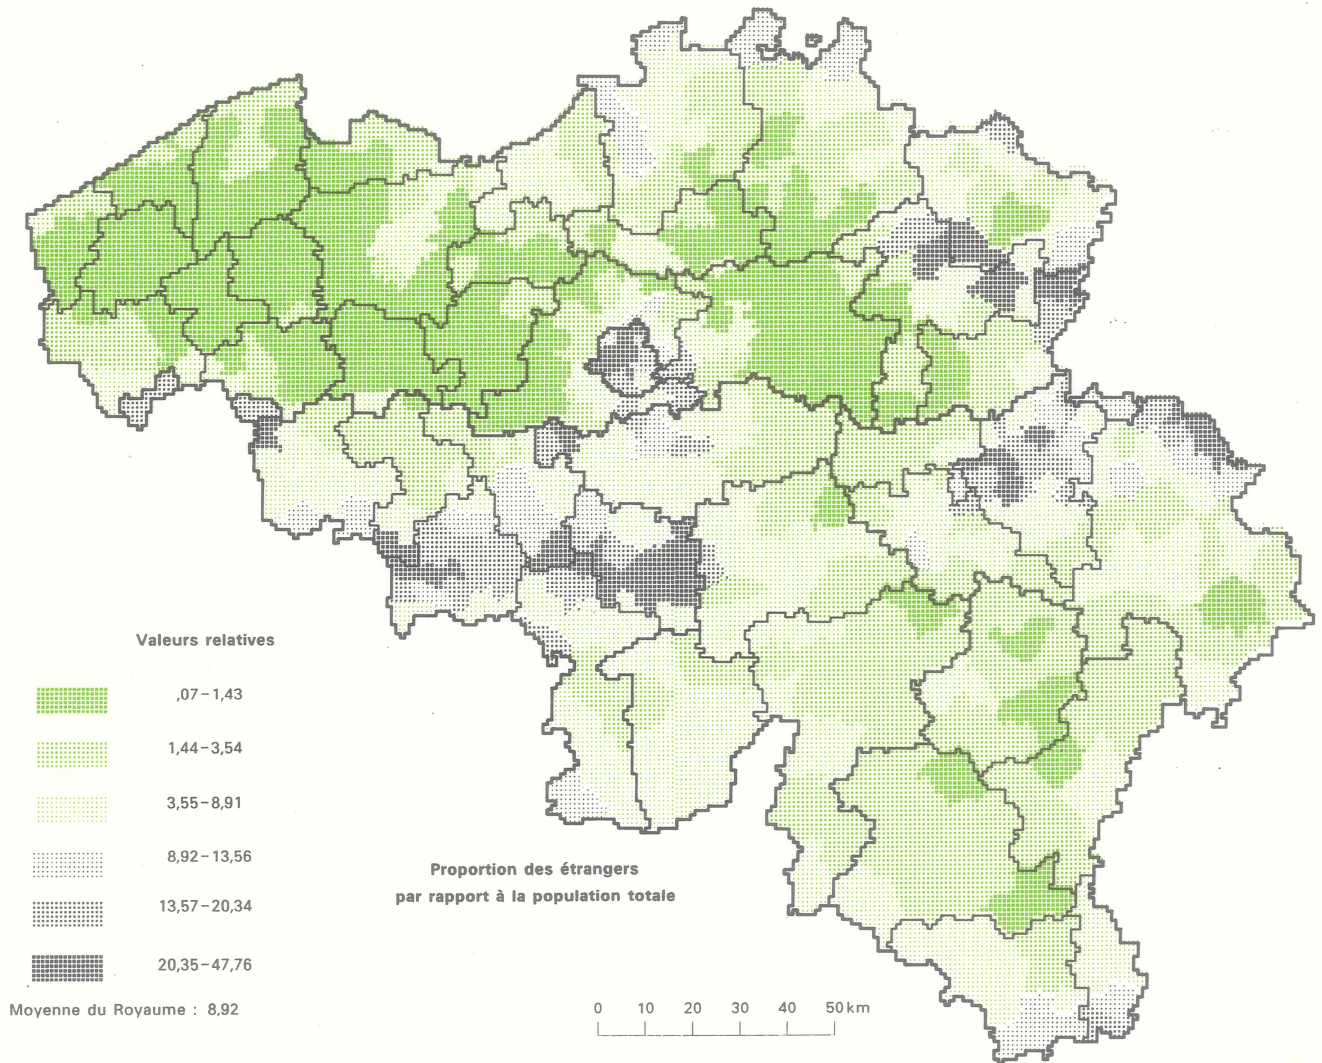 Valeurs relatives
,07-1,43
1,44-3,54
3,55-8,91
8,92-13,56
13,57-20,34
20,35-47,76
Moyenne du Royaume : 8,92
Proportion des étrangers
par rapport à la population totale
0 10 20 30 40 50km